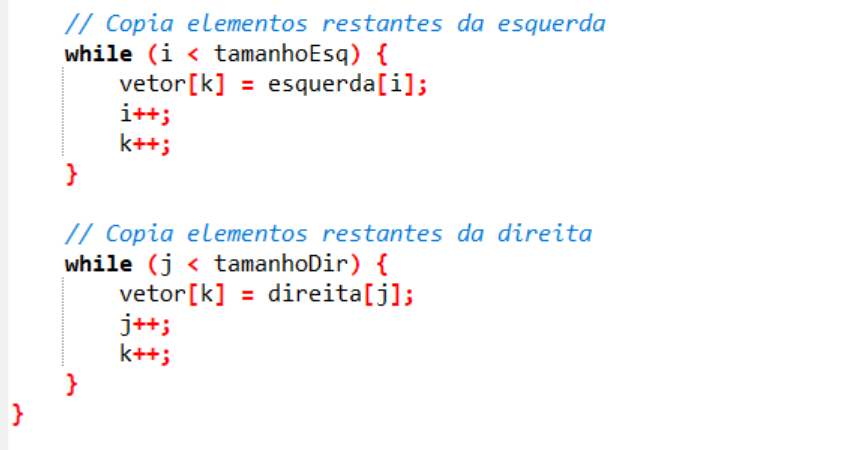 // Copia elementos restantes da esquerda
while (i < tamanhoEsq) {
vetor[k] = esquerda[i];
i++;
k++;
}
// Copia elementos restantes da direita
while (j < tamanhoDir) {
vetor[k] = direita[j];
j++;
k++;
}
}